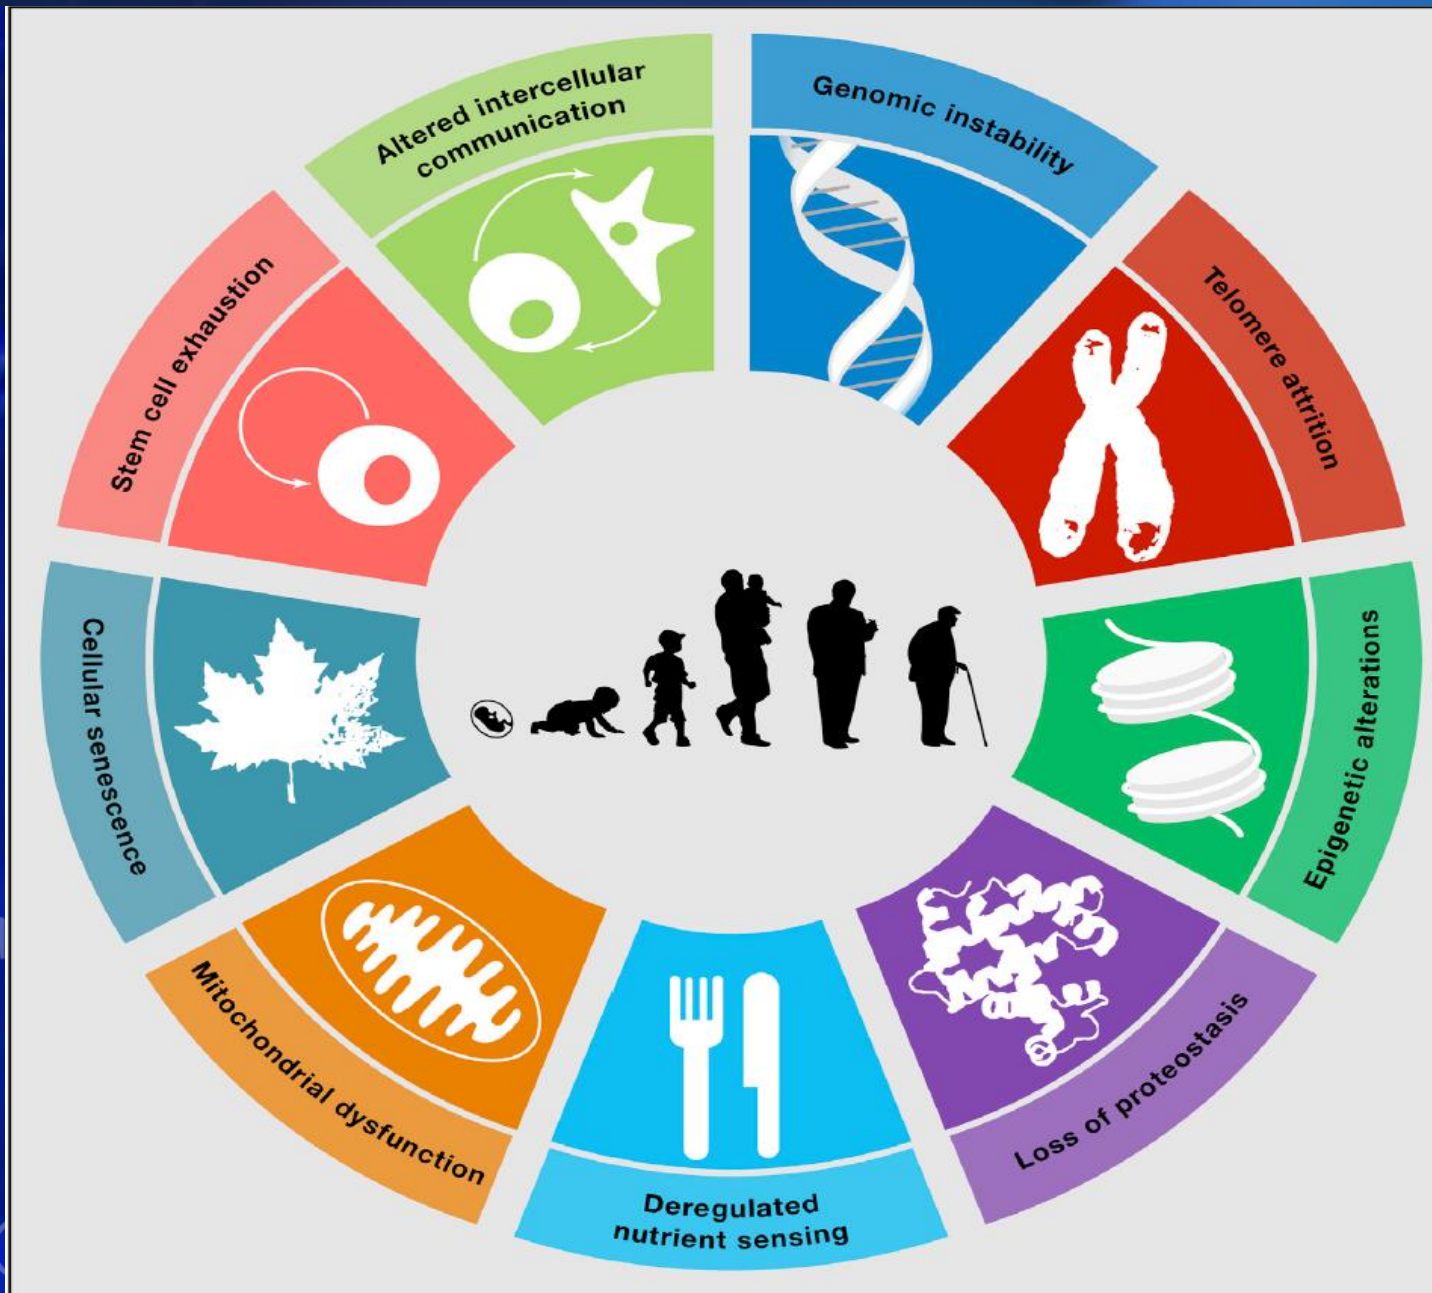 Altered intercellular
communication
Genomic instability
Telomere attrition
Epigenetic alterations
Loss of proteostasis
Deregulated
nutrient sensing
Mitochondrial dysfunction
Cellular senescence
Stem cell exhaustion